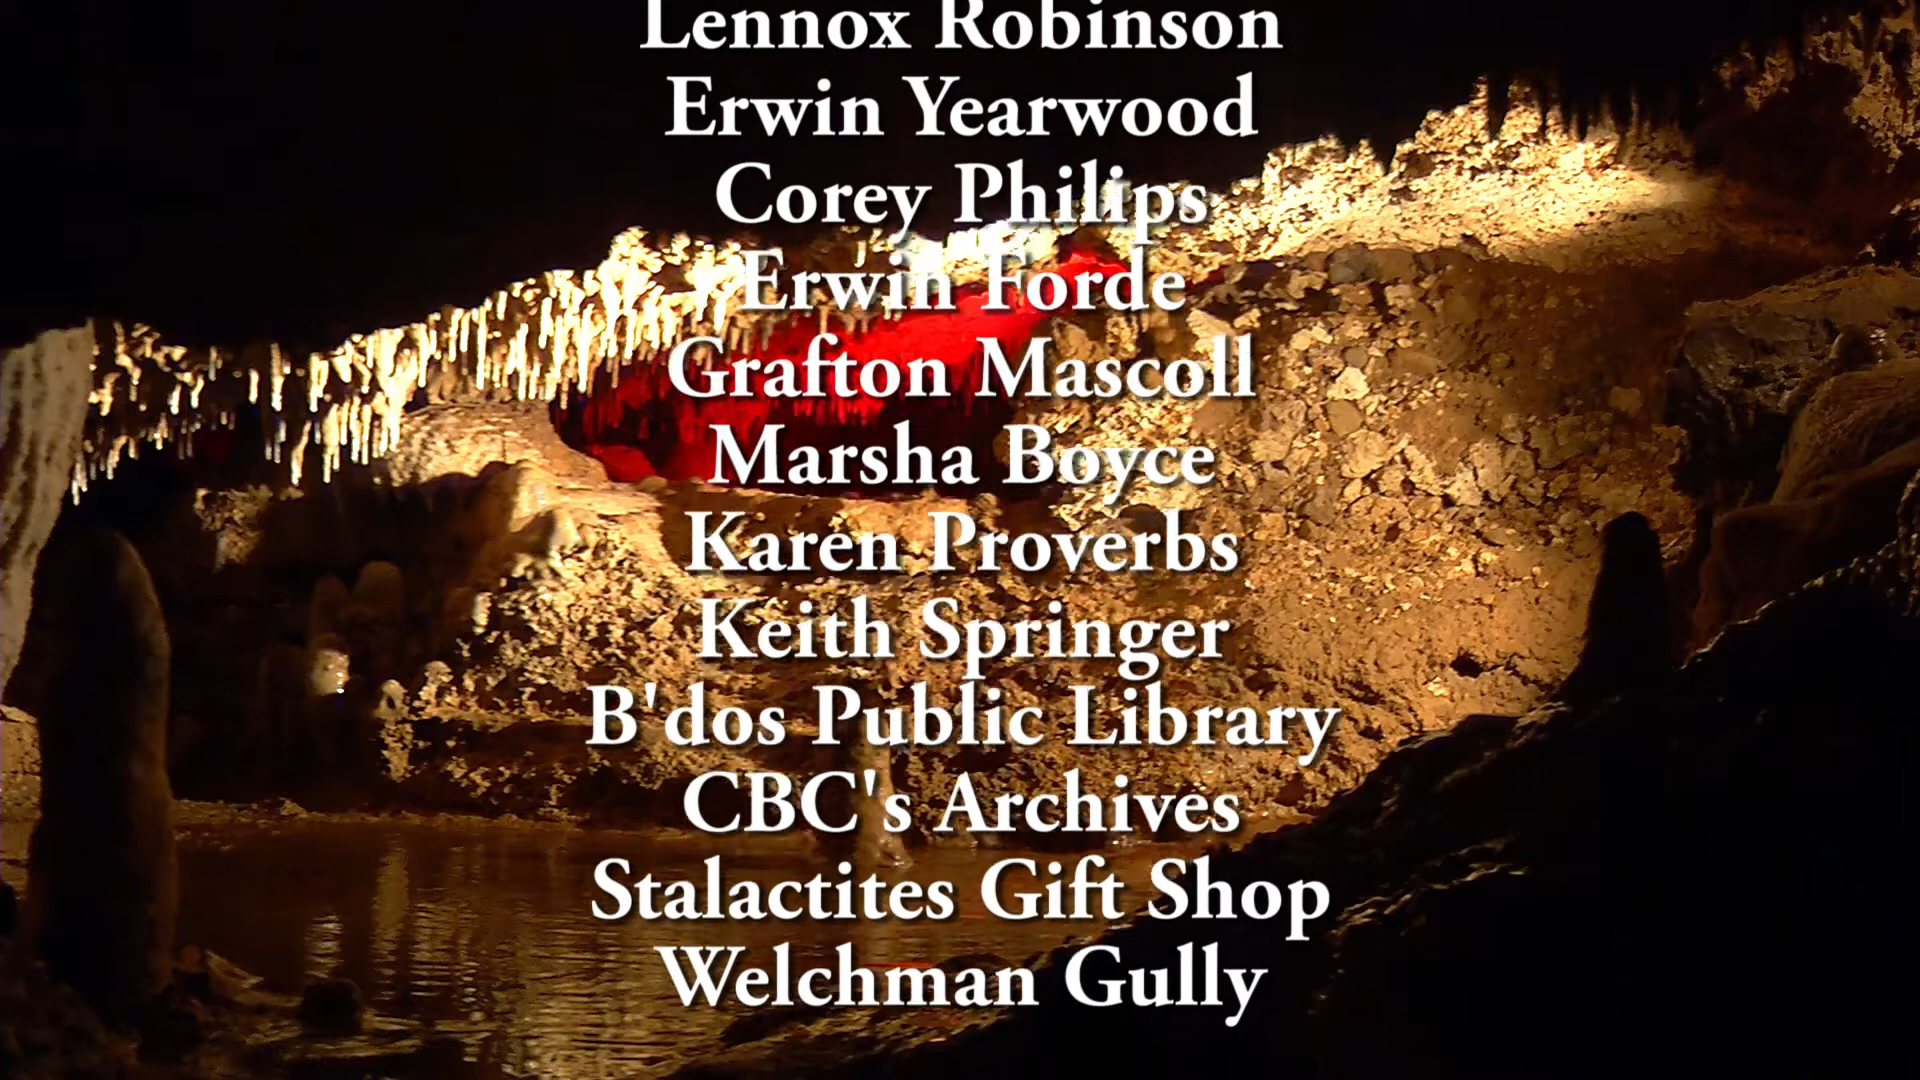 Lennox Robinson
Erwin Yearwood
Corey Philips
Erwin Forde
Grafton Mascoll
Marsha Boyce
Karen Proverbs
Keith Springer
B'dos Public Library
CBC's Archives
Stalactites Gift Shop
Welchman Gully